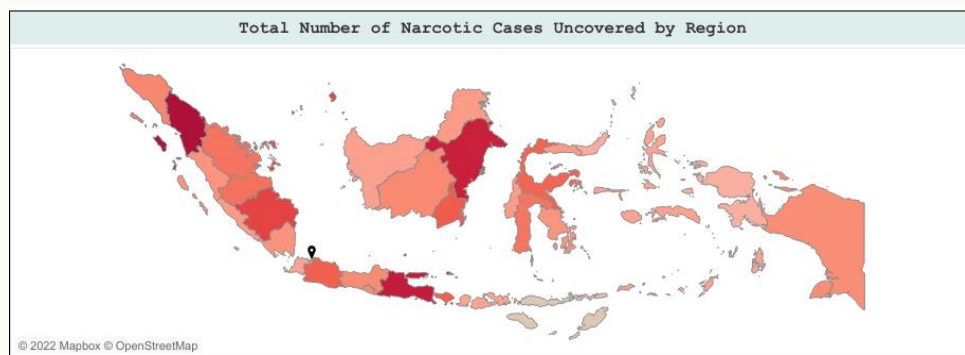 Total Number of Narcotic Cases Uncovered by Region
© 2022 Mapbox © OpenStreetMap